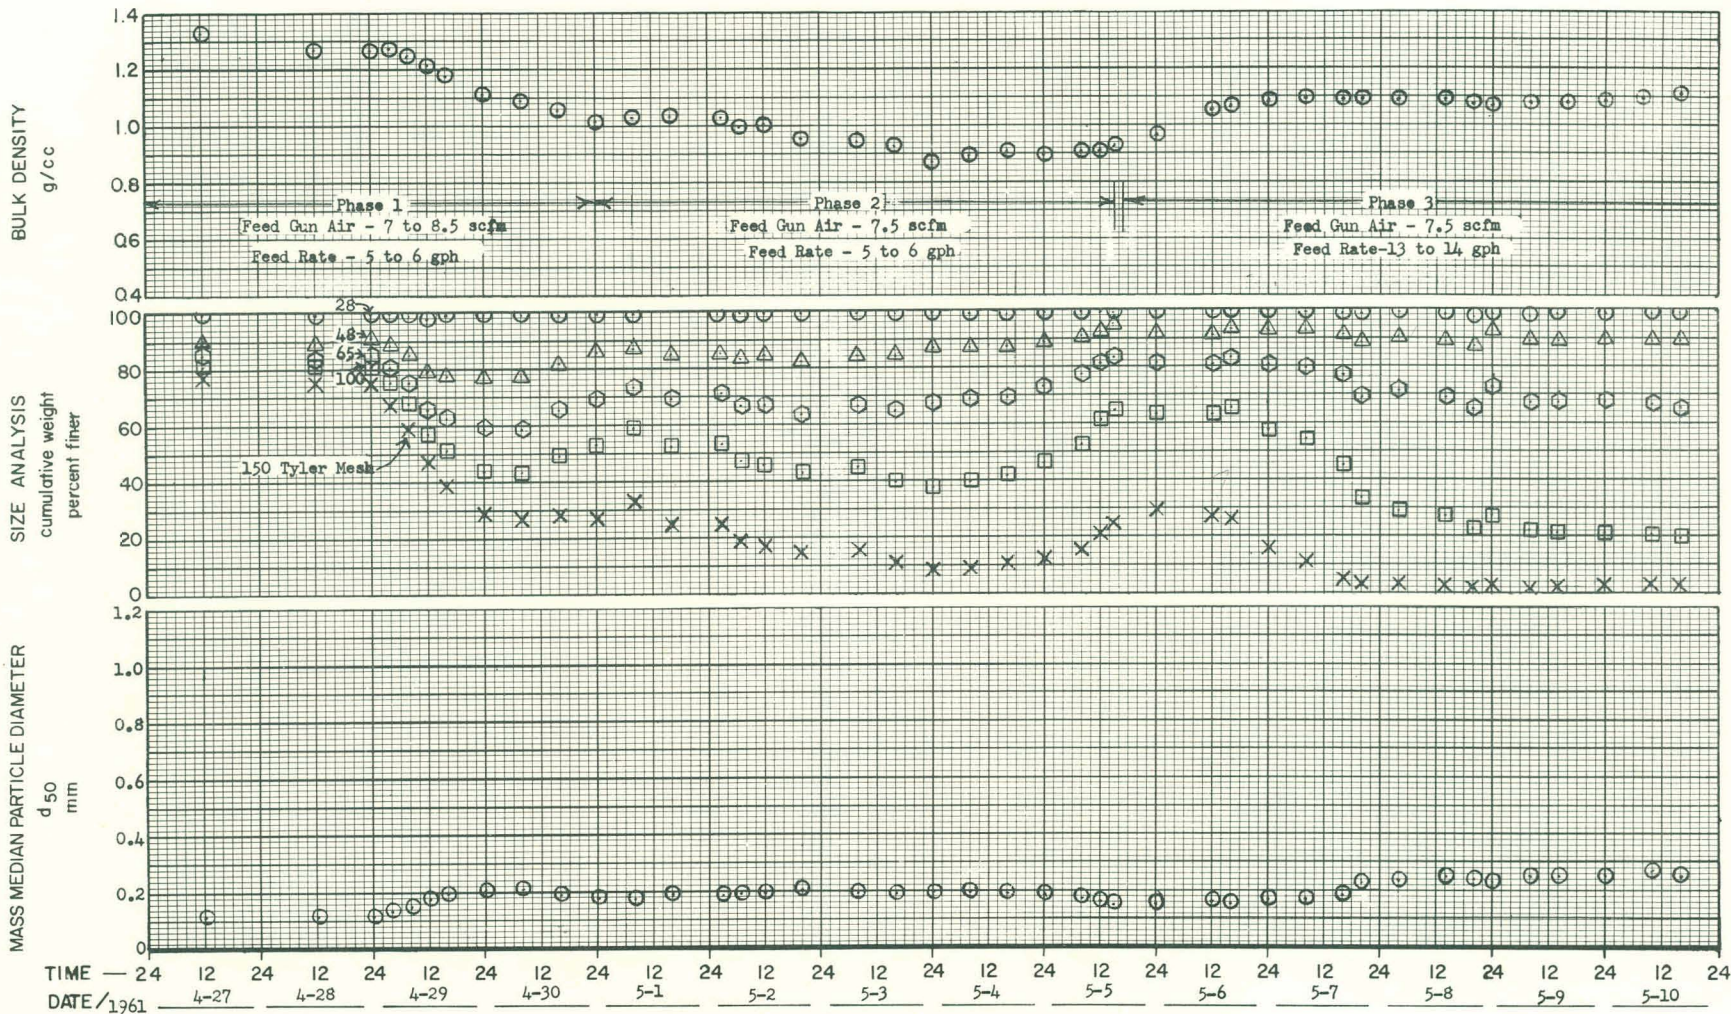 BULK DENSITY
g/cc
1.4
1.2
1.0
0.8
0.6
0.4
Phase 1
Feed Gun Air - 7 to 8.5 scfm
Feed Rate - 5 to 6 gph
Phase 2
Feed Gun Air - 7.5 scfm
Feed Rate - 5 to 6 gph
Phase 3
Feed Gun Air - 7.5 scfm
Feed Rate-13 to 14 gph
SIZE ANALYSIS
cumulative weight
percent finer
100
80
60
40
20
0
28
48
65
100
150 Tyler Mesh
MASS MEDIAN PARTICLE DIAMETER
d50
mm
1.2
1.0
0.8
0.6
0.4
0.2
0
TIME — 24 12 24 12 24 12 24 12 24 12 24 12 24 12 24 12 24 12 24 12 24 12 24 12 24 12 24 12 24
DATE/1961 4-27 4-28 4-29 4-30 5-1 5-2 5-3 5-4 5-5 5-6 5-7 5-8 5-9 5-10